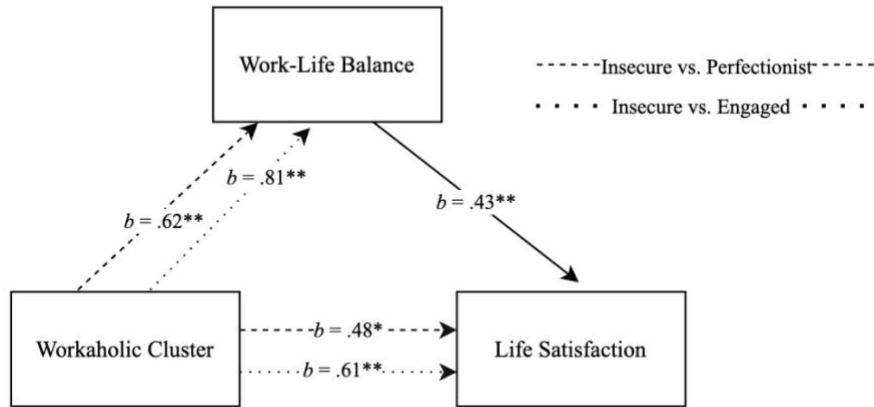 Work-Life Balance
Insecure vs. Perfectionist
Insecure vs. Engaged
b = .81**
b = .62**
b = .43**
Workaholic Cluster
b = .48*
b = .61**
Life Satisfaction